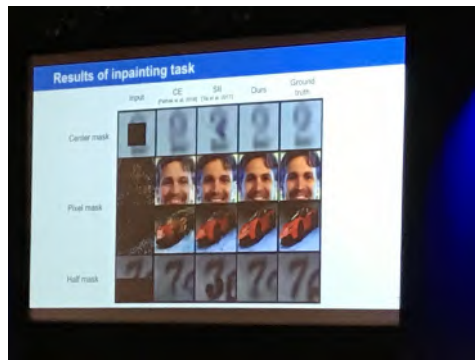 Results of inpainting task
Input CE SII Ours Ground truth
Center mask
Pixel mask
Half mask